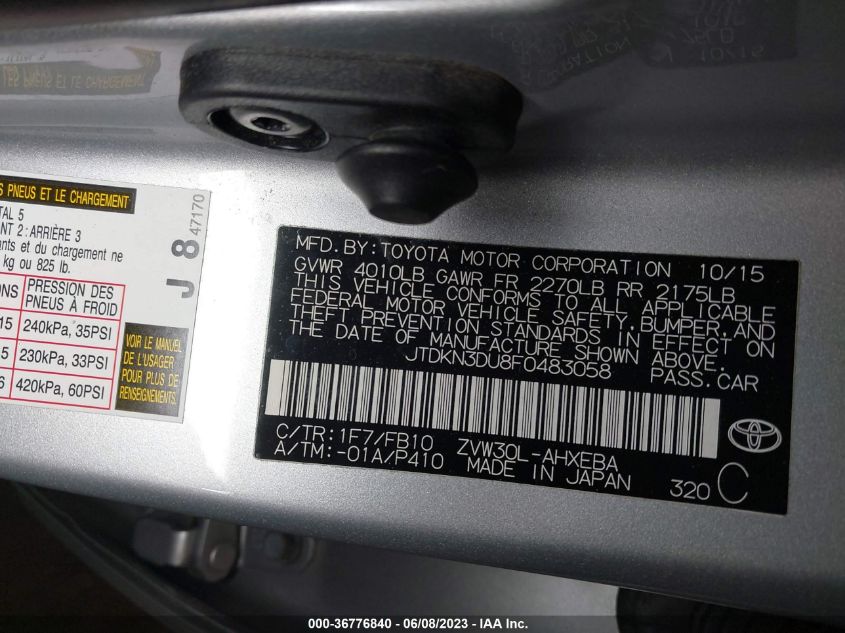 S PNEUS ET LE CHARGEMENT
TAL 5
NT 2 : ARRIÈRE 3
ants et du chargement ne
kg ou 825 lb.
J 8 47170
ONS PRESSION DES PNEUS À FROID
15 240kPa, 35PSI
5 230kPa, 33PSI
6 420kPa, 60PSI
VOIR LE MANUEL
DE L'USAGER
POUR PLUS DE
RENSEIGNEMENTS.
MFD. BY: TOYOTA MOTOR CORPORATION 10/15
GVWR 4010LB GAWR FR 2270LB RR 2175LB
THIS VEHICLE CONFORMS TO ALL APPLICABLE
FEDERAL MOTOR VEHICLE SAFETY, BUMPER, AND
THEFT PREVENTION STANDARDS IN EFFECT ON
THE DATE OF MANUFACTURE SHOWN ABOVE.
JTDKN3DU8F0483058 PASS.CAR
C/TR: 1F7/FB10 ZVW30L-AHXEBA
A/TM: -01A/P410 MADE IN JAPAN 320 C
000-36776840 - 06/08/2023 - IAA Inc.